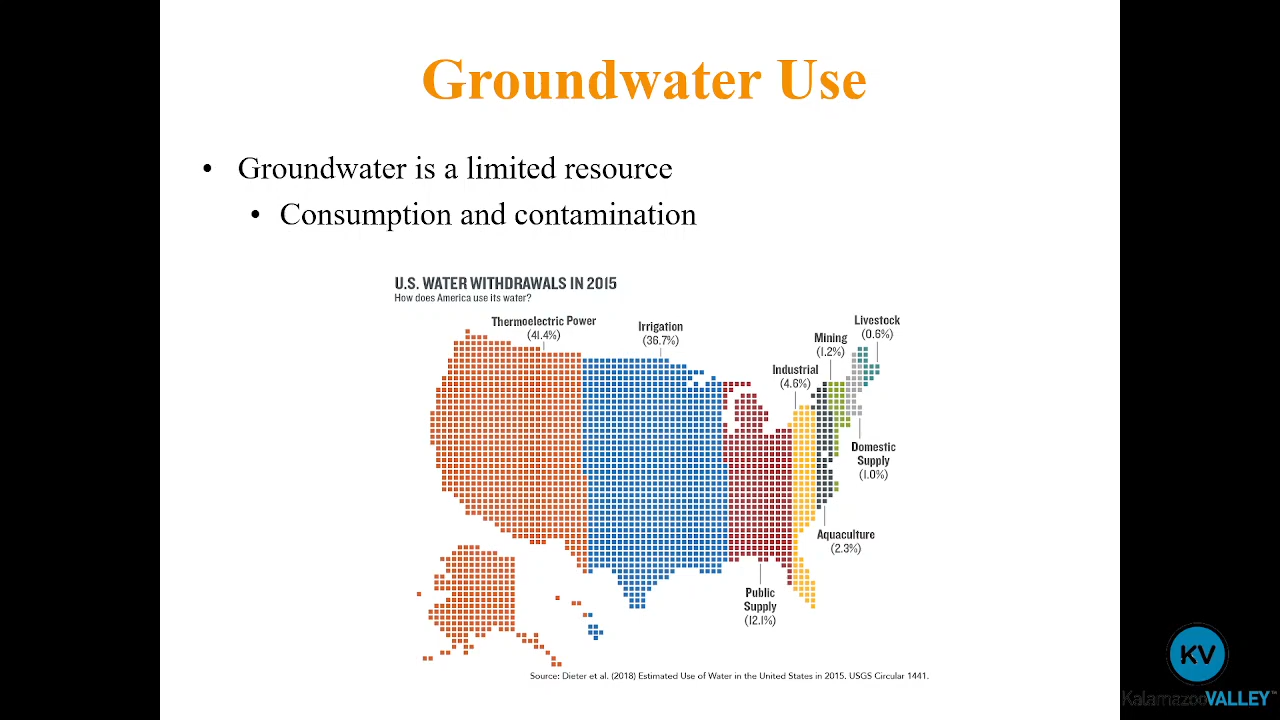 Groundwater Use
• Groundwater is a limited resource
• Consumption and contamination
U.S. WATER WITHDRAWALS IN 2015
How does America use its water?
Thermoelectric Power
(41.4%)
Irrigation
(36.7%)
Livestock
(0.6%)
Mining
(1.2%)
Industrial
(4.6%)
Domestic
Supply
(1.0%)
Aquaculture
(2.3%)
Public
Supply
(12.1%)
Source: Dieter et al. (2018) Estimated Use of Water in the United States in 2015. USGS Circular 1441.
KV
KalamazooVALLEY™